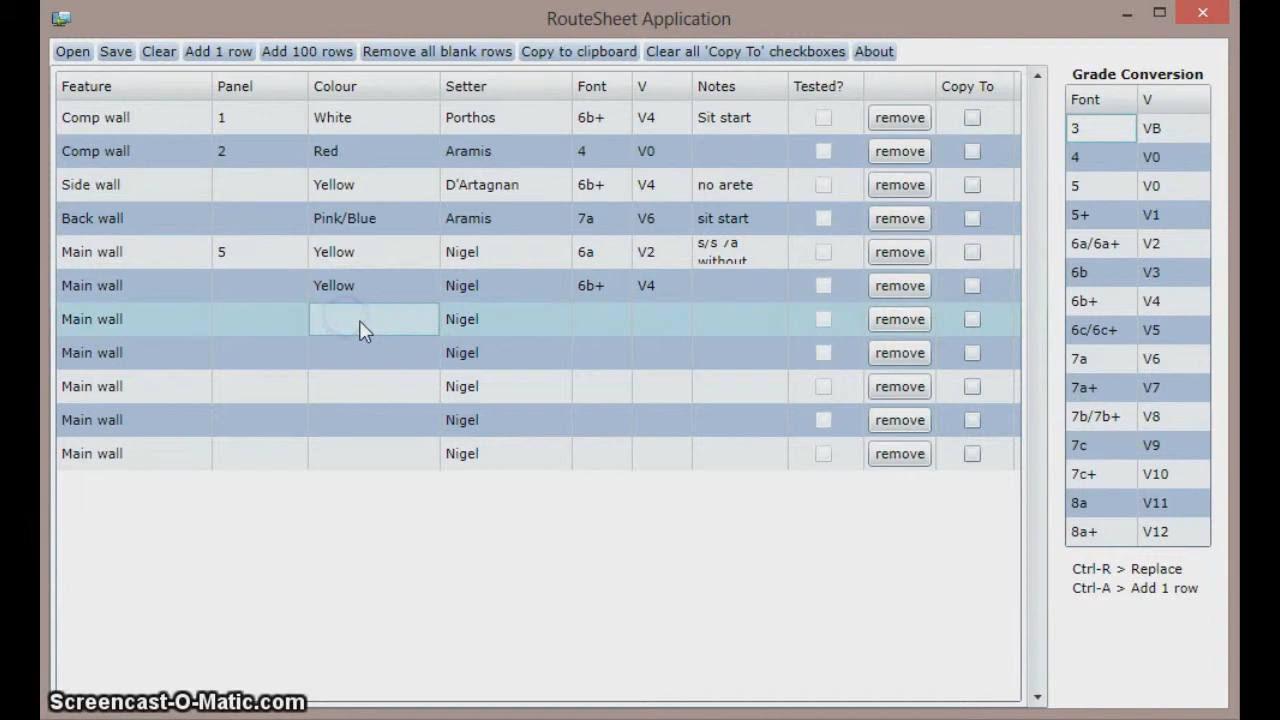 RouteSheet Application
Open Save Clear Add 1 row Add 100 rows Remove all blank rows Copy to clipboard Clear all 'Copy To' checkboxes About
Feature Panel Colour Setter Font V Notes Tested? Copy To
Comp wall 1 White Porthos 6b+ V4 Sit start remove
Comp wall 2 Red Aramis 4 V0 remove
Side wall Yellow D'Artagnan 6b+ V4 no arete remove
Back wall Pink/Blue Aramis 7a V6 sit start remove
Main wall 5 Yellow Nigel 6a V2 s/s 7a without remove
Main wall Yellow Nigel 6b+ V4 remove
Main wall Nigel remove
Main wall Nigel remove
Main wall Nigel remove
Main wall Nigel remove
Main wall Nigel remove
Grade Conversion
Font V
3 VB
4 V0
5 V0
5+ V1
6a/6a+ V2
6b V3
6b+ V4
6c/6c+ V5
7a V6
7a+ V7
7b/7b+ V8
7c V9
7c+ V10
8a V11
8a+ V12
Ctrl-R > Replace
Ctrl-A > Add 1 row
Screencast-O-Matic.com